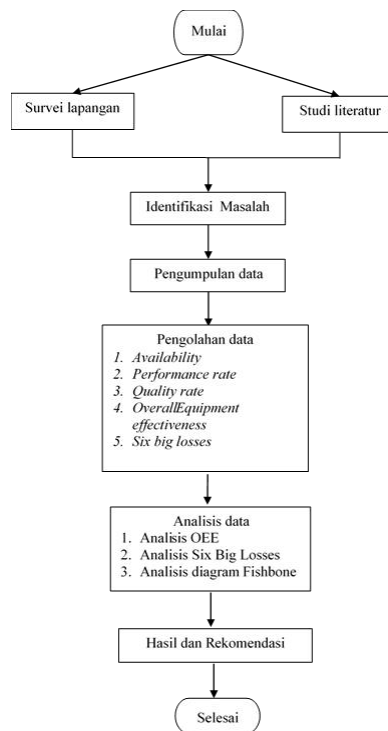 Mulai
Survei lapangan
Studi literatur
Identifikasi Masalah
Pengumpulan data
Pengolahan data
1. Availability
2. Performance rate
3. Quality rate
4. OverallEquipment
effectiveness
5. Six big losses
Analisis data
1. Analisis OEE
2. Analisis Six Big Losses
3. Analisis diagram Fishbone
Hasil dan Rekomendasi
Selesai